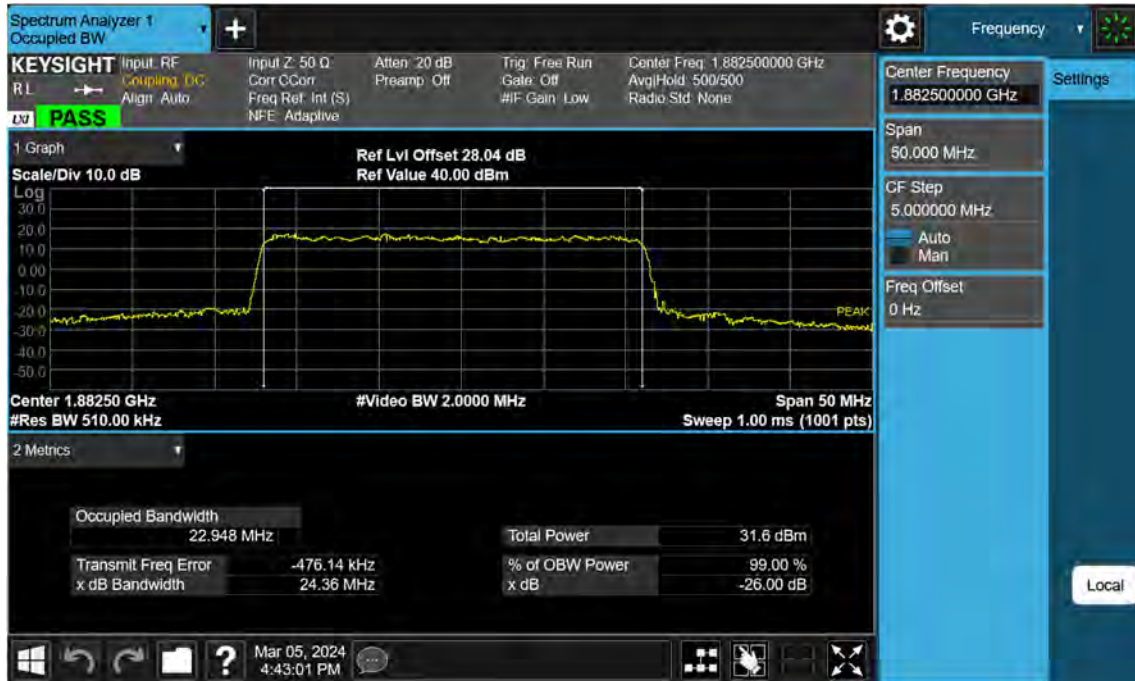 Spectrum Analyzer 1
Occupied BW
+
Frequency
KEYSIGHT
RL
LXI PASS
Input: RF
Coupling: DC
Align: Auto
Input Z: 50 Ω
Corr CCorr
Freq Ref: Int (S)
NFE: Adaptive
Atten: 20 dB
Preamp: Off
Trig: Free Run
Gate: Off
#IF Gain: Low
Center Freq: 1.882500000 GHz
Avg|Hold: 500/500
Radio Std: None
1 Graph
Scale/Div 10.0 dB
Ref Lvl Offset 28.04 dB
Ref Value 40.00 dBm
Log
30.0
20.0
10.0
0.00
-10.0
-20.0
-30.0
-40.0
-50.0
PEAK
Center 1.88250 GHz
#Video BW 2.0000 MHz
Span 50 MHz
#Res BW 510.00 kHz
Sweep 1.00 ms (1001 pts)
2 Metrics
Occupied Bandwidth
22.948 MHz
Transmit Freq Error -476.14 kHz
x dB Bandwidth 24.36 MHz
Total Power 31.6 dBm
% of OBW Power 99.00 %
x dB -26.00 dB
?
Mar 05, 2024
4:43:01 PM
Center Frequency
1.882500000 GHz
Span
50.000 MHz
CF Step
5.000000 MHz
Auto
Man
Freq Offset
0 Hz
Settings
Local